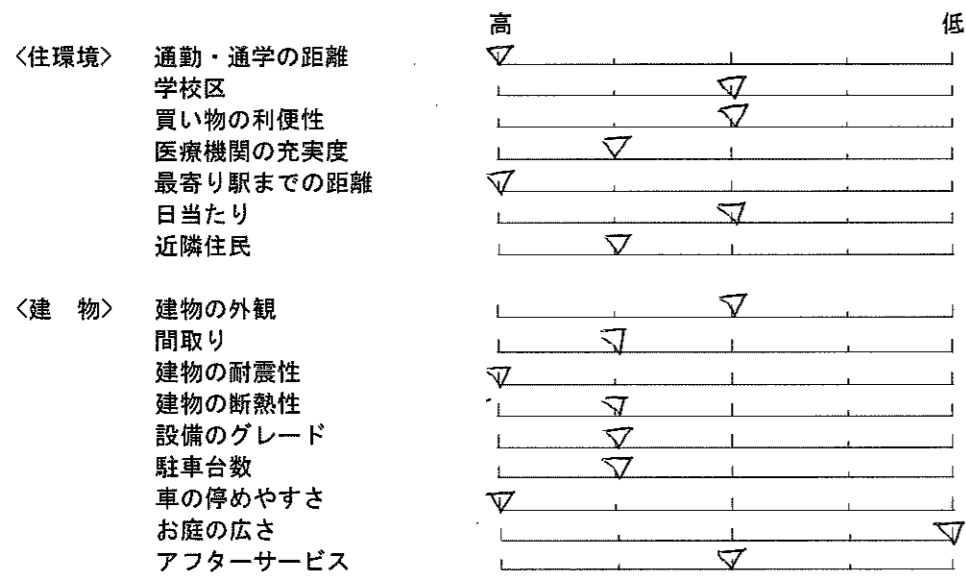 高 低
〈住環境〉 通勤・通学の距離
学校区
買い物の利便性
医療機関の充実度
最寄り駅までの距離
日当たり
近隣住民
〈建 物〉 建物の外観
間取り
建物の耐震性
建物の断熱性
設備のグレード
駐車台数
車の停めやすさ
お庭の広さ
アフターサービス